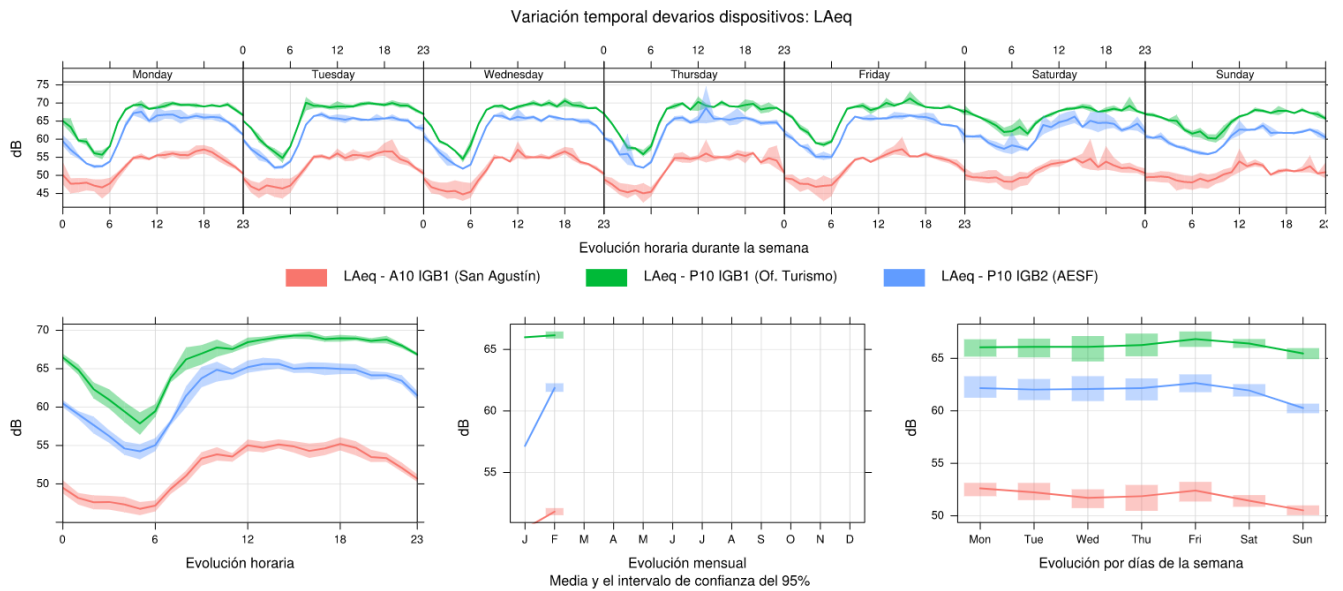 Variación temporal devarios dispositivos: LAeq
0 6 12 18 23 0 6 12 18 23 0 6 12 18 23
Monday Tuesday Wednesday Thursday Friday Saturday Sunday
75
70
65
60
55
50
45
dB
0 6 12 18 23 0 6 12 18 23 0 6 12 18 23 0 6 12 18 23
Evolución horaria durante la semana
LAeq - A10 IGB1 (San Agustín) LAeq - P10 IGB1 (Of. Turismo) LAeq - P10 IGB2 (AESF)
70
65
60
55
50
dB
0 6 12 18 23
Evolución horaria
65
60
55
dB
J F M A M J J A S O N D
Evolución mensual
Media y el intervalo de confianza del 95%
65
60
55
50
dB
Mon Tue Wed Thu Fri Sat Sun
Evolución por días de la semana